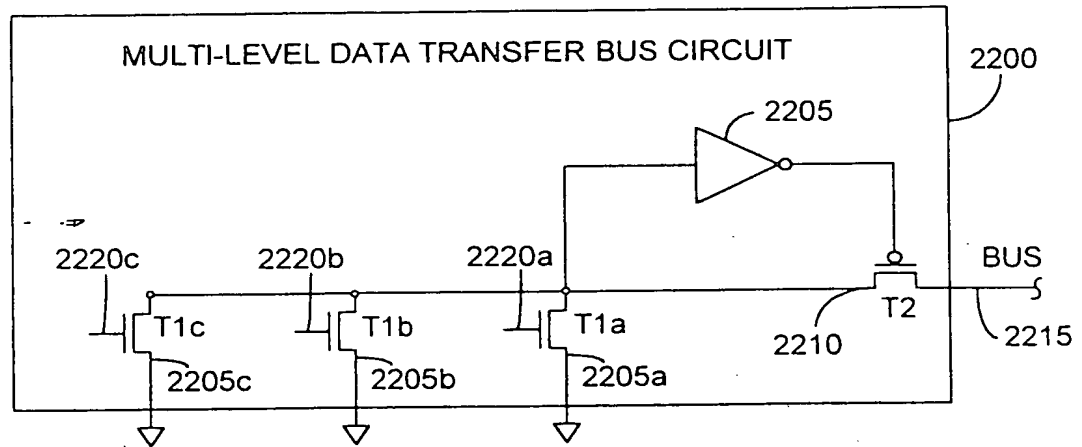 MULTI-LEVEL DATA TRANSFER BUS CIRCUIT
2200
2205
2220c
2220b
2220a
BUS
T1c
T1b
T1a
T2
2210
2215
2205c
2205b
2205a